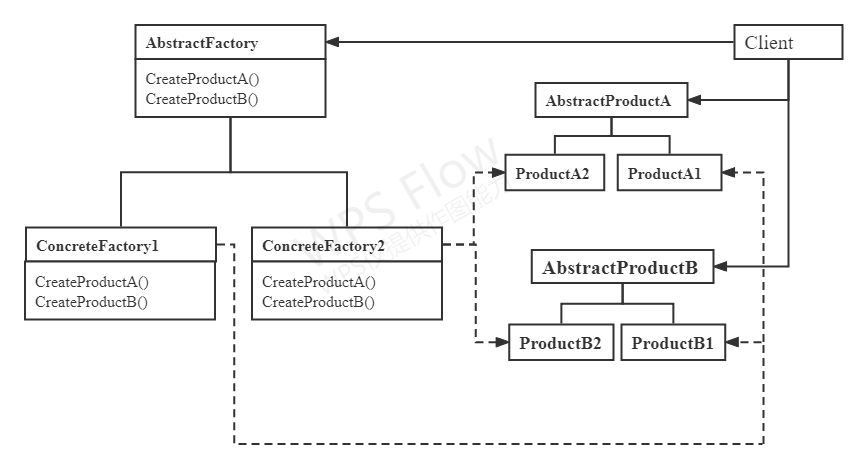 AbstractFactory
CreateProductA()
CreateProductB()
Client
AbstractProductA
ProductA2
ProductA1
ConcreteFactory1
CreateProductA()
CreateProductB()
ConcreteFactory2
CreateProductA()
CreateProductB()
AbstractProductB
ProductB2
ProductB1
WPS Flow